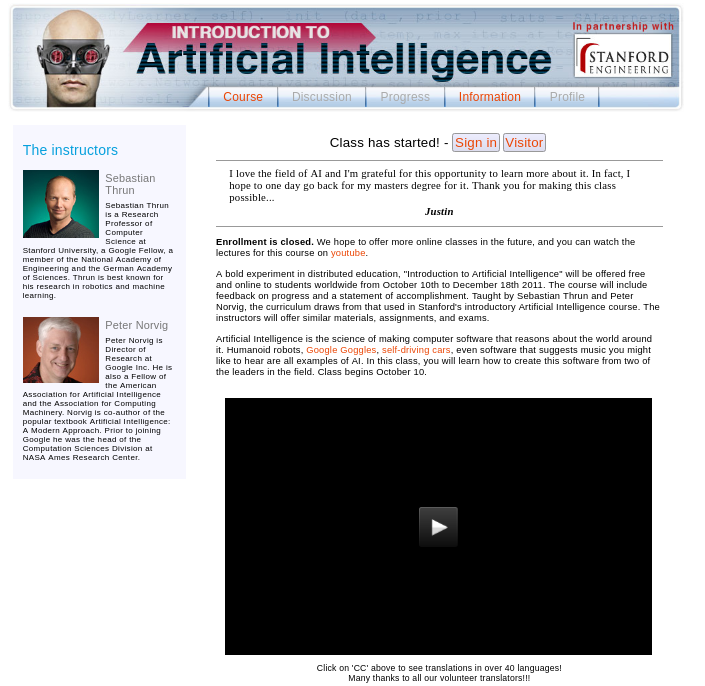 INTRODUCTION TO
Artificial Intelligence
In partnership with
STANFORD
ENGINEERING
Course Discussion Progress Information Profile
The instructors
Sebastian
Thrun
Sebastian Thrun
is a Research
Professor of
Computer
Science at
Stanford University, a Google Fellow, a
member of the National Academy of
Engineering and the German Academy
of Sciences. Thrun is best known for
his research in robotics and machine
learning.
Peter Norvig
Peter Norvig is
Director of
Research at
Google Inc. He is
also a Fellow of
the American
Association for Artificial Intelligence
and the Association for Computing
Machinery. Norvig is co-author of the
popular textbook Artificial Intelligence:
A Modern Approach. Prior to joining
Google he was the head of the
Computation Sciences Division at
NASA Ames Research Center.
Class has started! - Sign in Visitor
I love the field of AI and I'm grateful for this opportunity to learn more about it. In fact, I
hope to one day go back for my masters degree for it. Thank you for making this class
possible...
Justin
Enrollment is closed. We hope to offer more online classes in the future, and you can watch the
lectures for this course on youtube.
A bold experiment in distributed education, "Introduction to Artificial Intelligence" will be offered free
and online to students worldwide from October 10th to December 18th 2011. The course will include
feedback on progress and a statement of accomplishment. Taught by Sebastian Thrun and Peter
Norvig, the curriculum draws from that used in Stanford's introductory Artificial Intelligence course. The
instructors will offer similar materials, assignments, and exams.
Artificial Intelligence is the science of making computer software that reasons about the world around
it. Humanoid robots, Google Goggles, self-driving cars, even software that suggests music you might
like to hear are all examples of AI. In this class, you will learn how to create this software from two of
the leaders in the field. Class begins October 10.
Click on 'CC' above to see translations in over 40 languages!
Many thanks to all our volunteer translators!!!